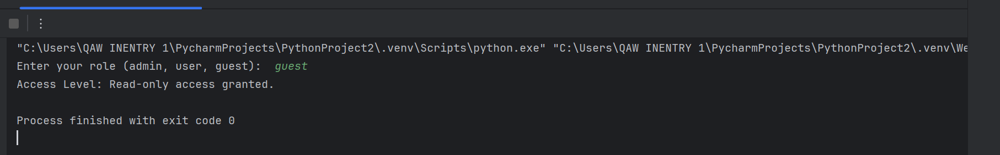 "C:\Users\QAW INENTRY 1\PycharmProjects\PythonProject2\.venv\Scripts\python.exe" "C:\Users\QAW INENTRY 1\PycharmProjects\PythonProject2\.venv\We
Enter your role (admin, user, guest):  guest
Access Level: Read-only access granted.
Process finished with exit code 0